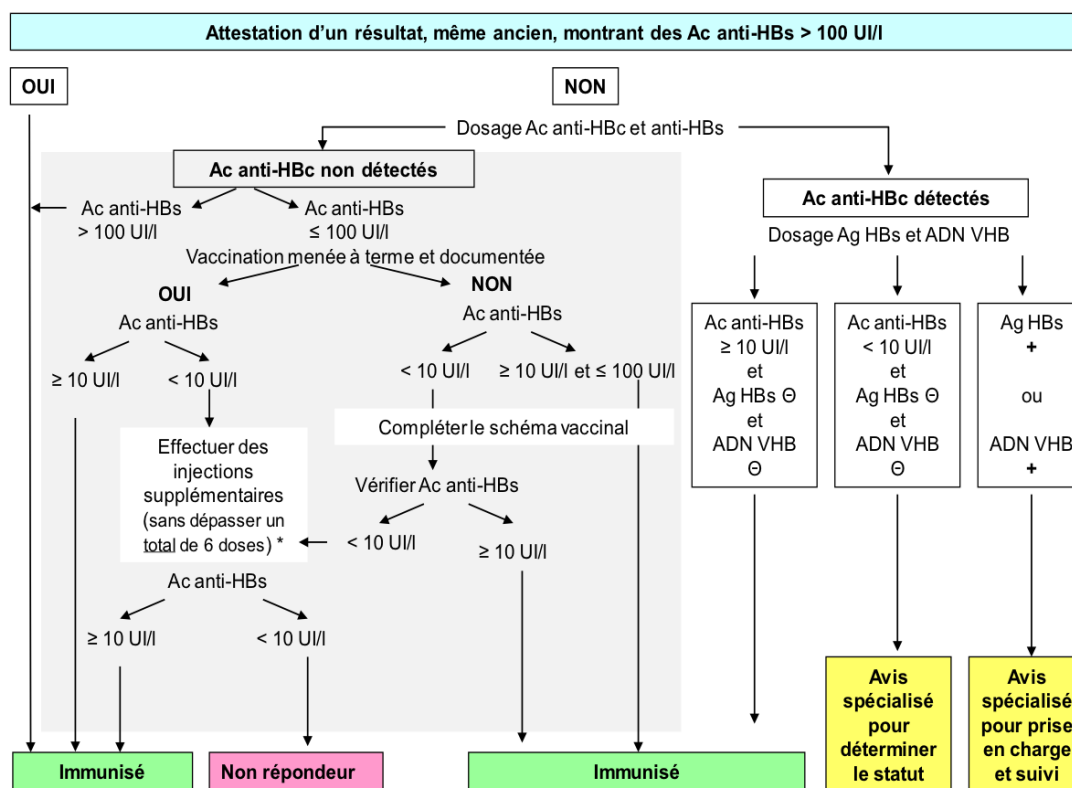 Attestation d'un résultat, même ancien, montrant des Ac anti-HBs > 100 UI/l
OUI
NON
Dosage Ac anti-HBc et anti-HBs
Ac anti-HBc non détectés
Ac anti-HBs
> 100 UI/l
Ac anti-HBs
≤ 100 UI/l
Vaccination menée à terme et documentée
OUI
Ac anti-HBs
NON
Ac anti-HBs
≥ 10 UI/l
< 10 UI/l
< 10 UI/l
≥ 10 UI/l et ≤ 100 UI/l
Effectuer des
injections
supplémentaires
(sans dépasser un
total de 6 doses) *
Compléter le schéma vaccinal
Vérifier Ac anti-HBs
< 10 UI/l
≥ 10 UI/l
Ac anti-HBs
≥ 10 UI/l
< 10 UI/l
Ac anti-HBc détectés
Dosage Ag HBs et ADN VHB
Ac anti-HBs
≥ 10 UI/l
et
Ag HBs Θ
et
ADN VHB
Θ
Ac anti-HBs
< 10 UI/l
et
Ag HBs Θ
et
ADN VHB
Θ
Ag HBs
+
ou
ADN VHB
+
Immunisé
Non répondeur
Immunisé
Avis
spécialisé
pour
déterminer
le statut
Avis
spécialisé
pour prise
en charge
et suivi